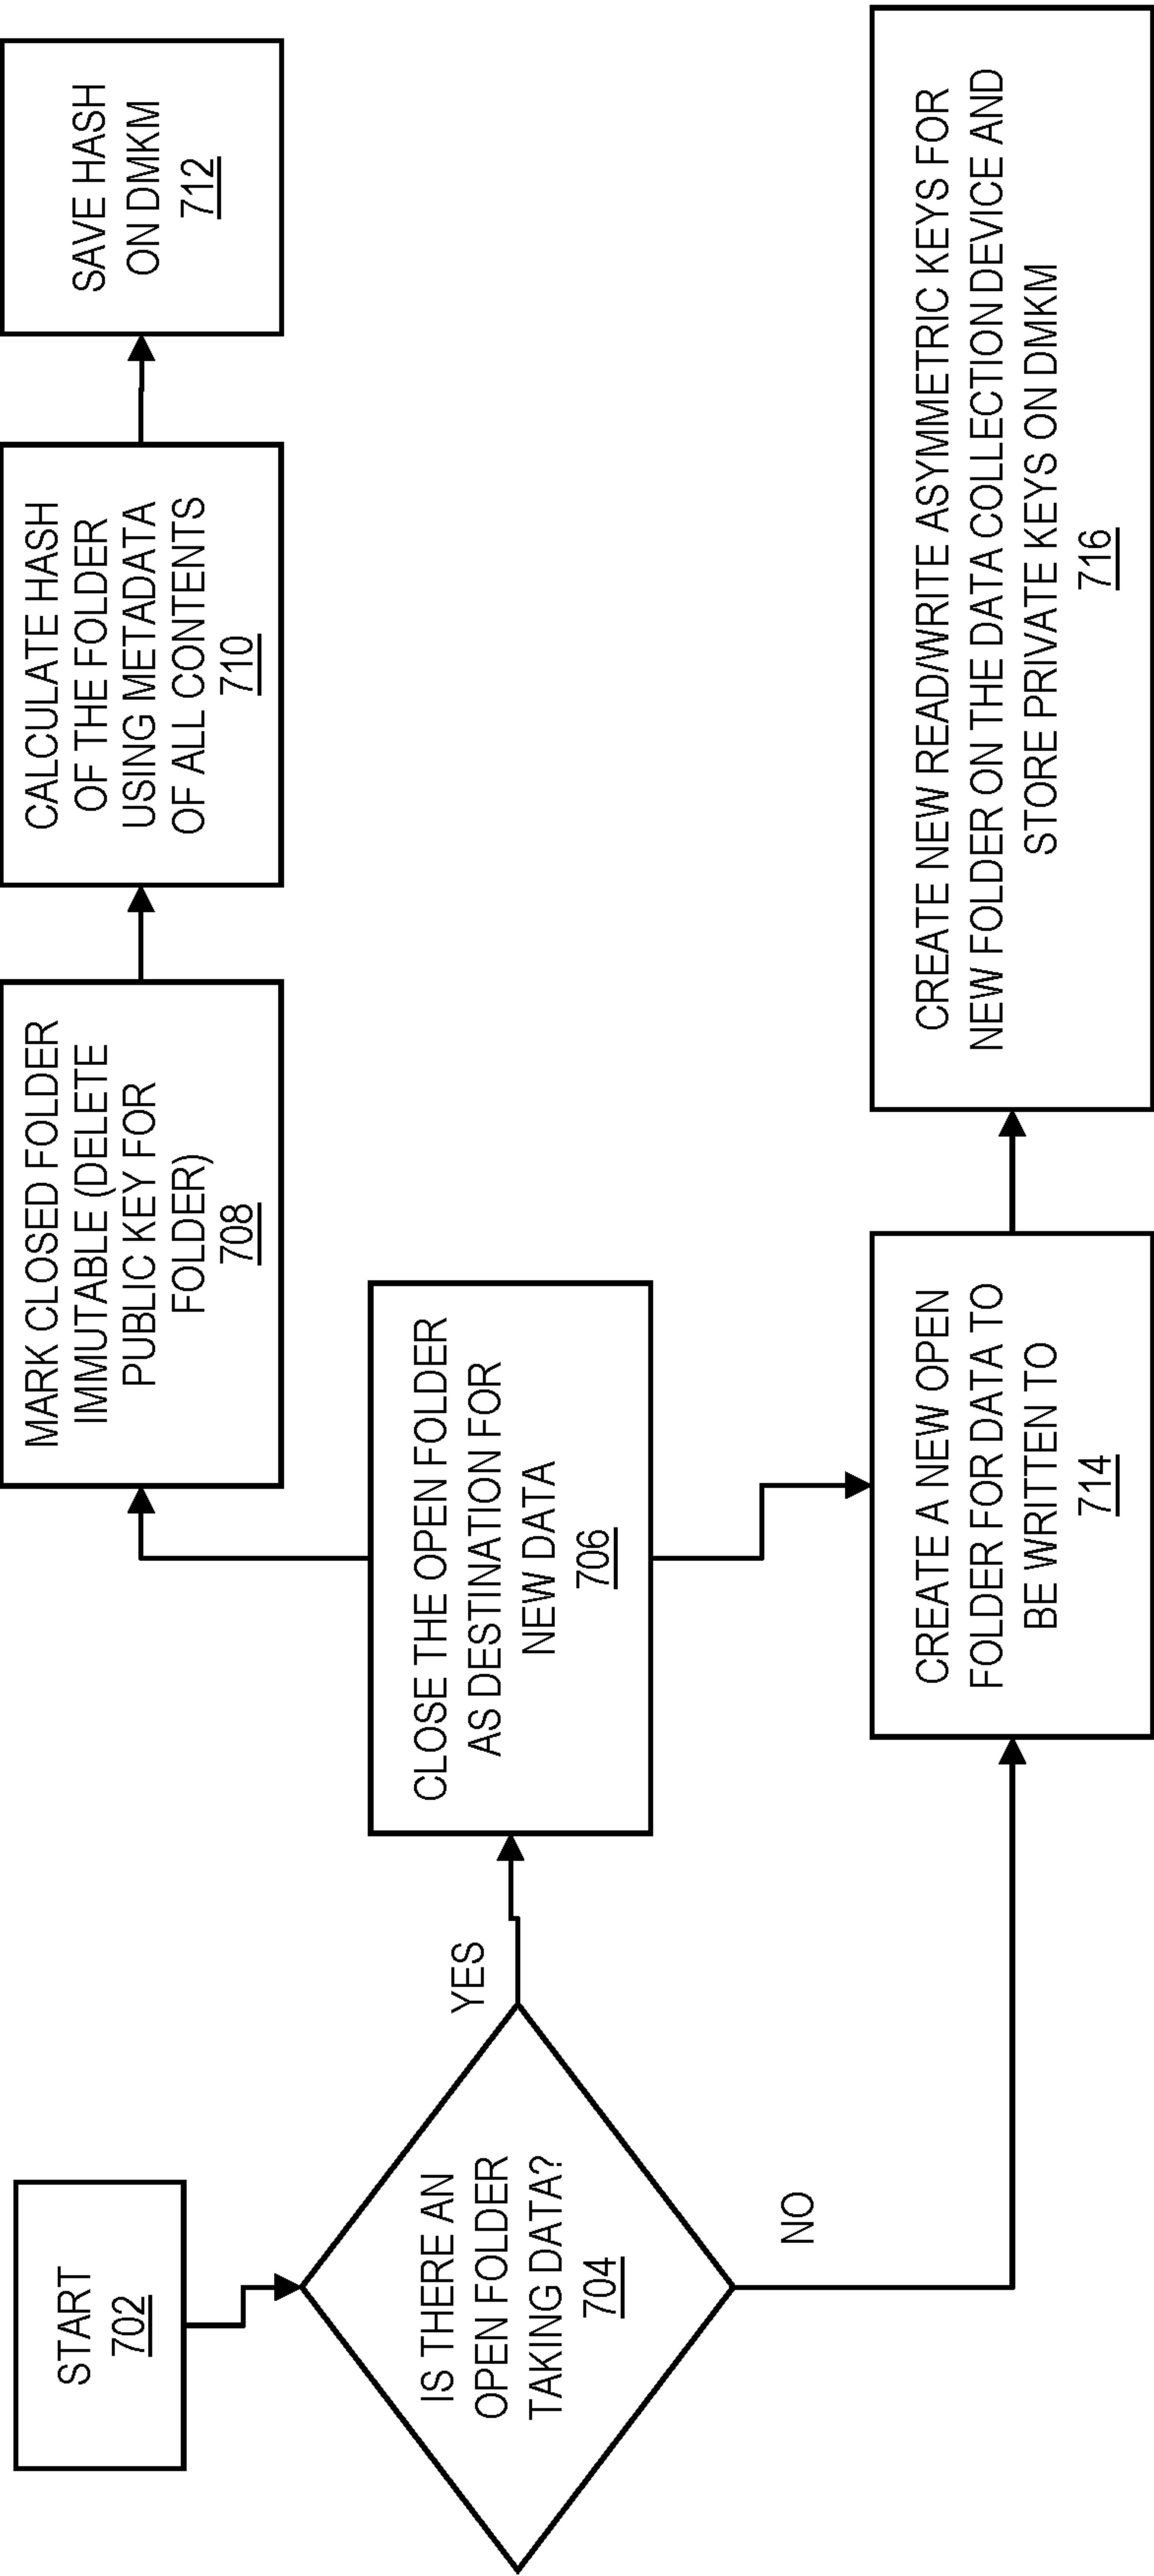 START
702
IS THERE AN
OPEN FOLDER
TAKING DATA?
704
YES
NO
CLOSE THE OPEN FOLDER
AS DESTINATION FOR
NEW DATA
706
MARK CLOSED FOLDER
IMMUTABLE (DELETE
PUBLIC KEY FOR
FOLDER)
708
CALCULATE HASH
OF THE FOLDER
USING METADATA
OF ALL CONTENTS
710
SAVE HASH
ON DMKM
712
CREATE A NEW OPEN
FOLDER FOR DATA TO
BE WRITTEN TO
714
CREATE NEW READ/WRITE ASYMMETRIC KEYS FOR
NEW FOLDER ON THE DATA COLLECTION DEVICE AND
STORE PRIVATE KEYS ON DMKM
716